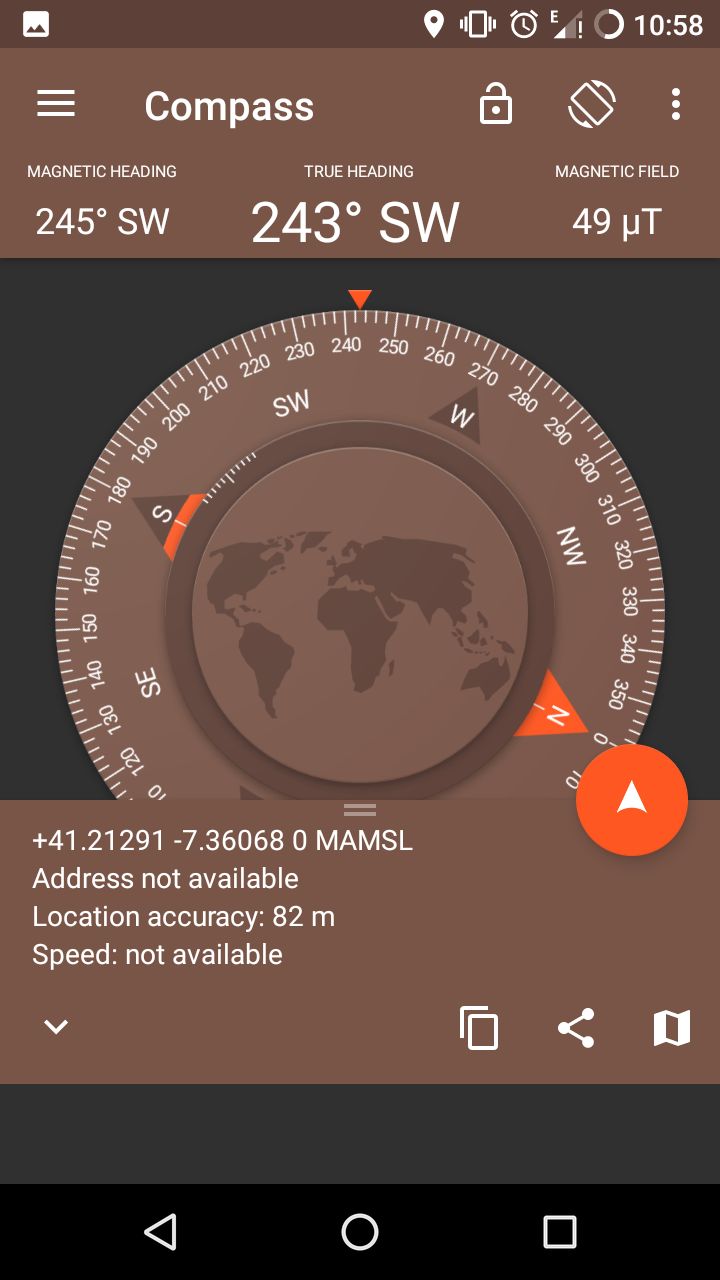 E ! 10:58
Compass
MAGNETIC HEADING TRUE HEADING MAGNETIC FIELD
245° SW 243° SW 49 µT
240 250
230 260
220 270
210 280
SW W
200 290
190 300
180 S 310
170 NW 320
160 330
150 340
140 SE 350
130 N 0
120 10
+41.21291 -7.36068 0 MAMSL
Address not available
Location accuracy: 82 m
Speed: not available